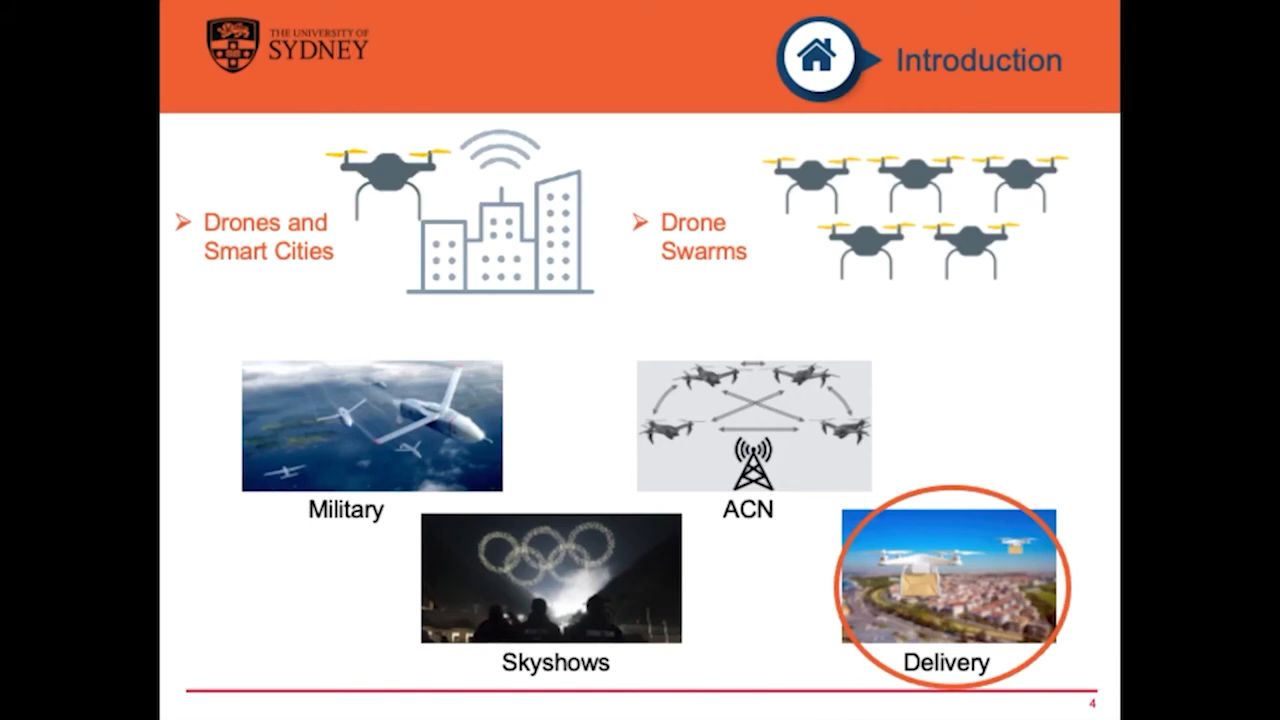 THE UNIVERSITY OF
SYDNEY
Introduction
Drones and
Smart Cities
Drone
Swarms
Military
ACN
Skyshows
Delivery
4